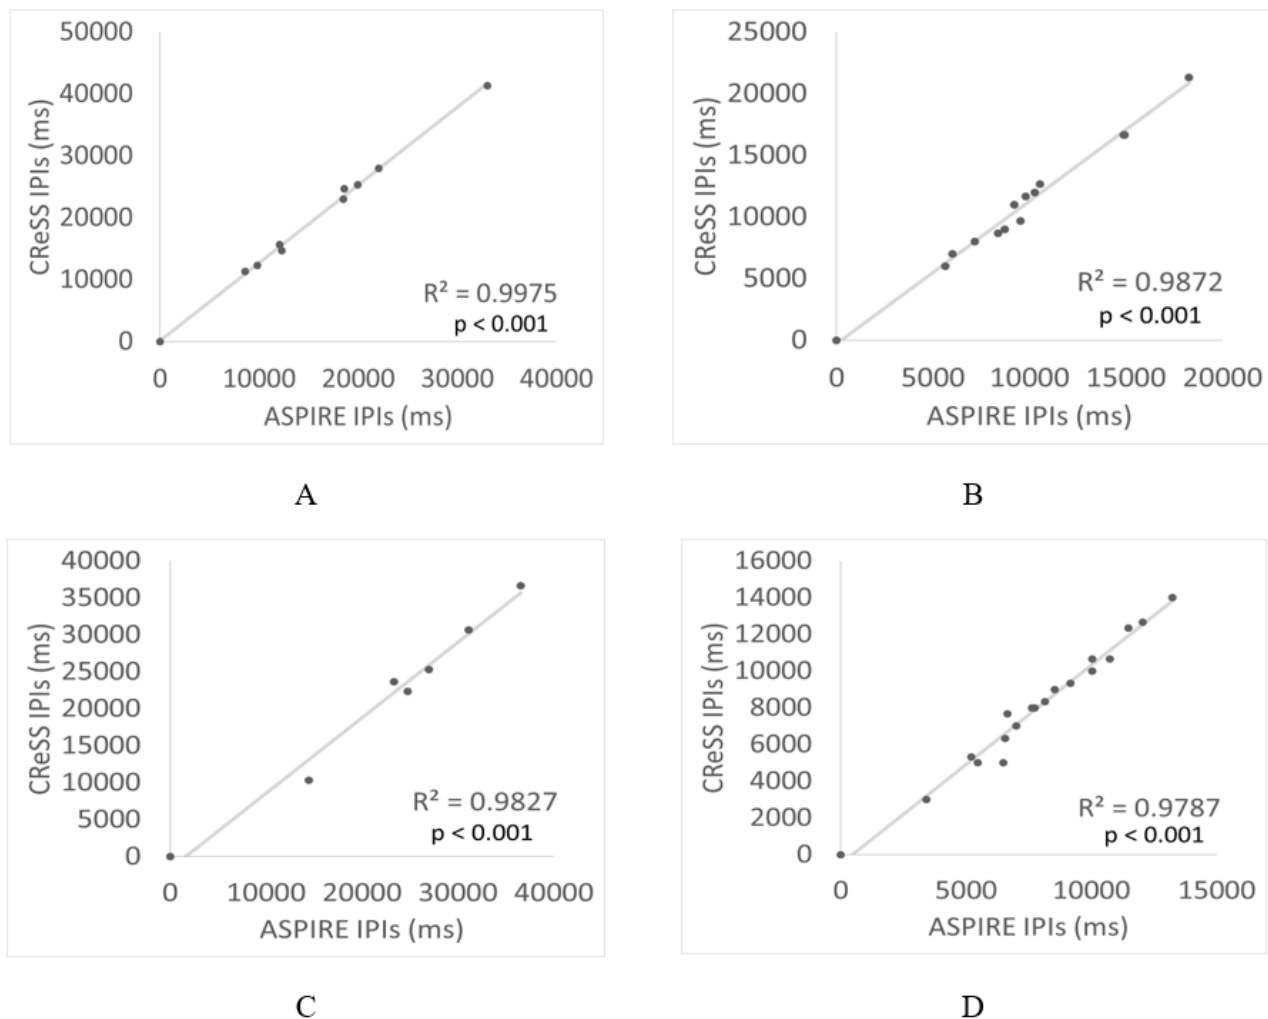 50000
40000
30000
20000
10000
0
CReSS IPIs (ms)
R² = 0.9975
p < 0.001
0 10000 20000 30000 40000
ASPIRE IPIs (ms)
A
25000
20000
15000
10000
5000
0
CReSS IPIs (ms)
R² = 0.9872
p < 0.001
0 5000 10000 15000 20000
ASPIRE IPIs (ms)
B
40000
35000
30000
25000
20000
15000
10000
5000
0
CReSS IPIs (ms)
R² = 0.9827
p < 0.001
0 10000 20000 30000 40000
ASPIRE IPIs (ms)
C
16000
14000
12000
10000
8000
6000
4000
2000
0
CReSS IPIs (ms)
R² = 0.9787
p < 0.001
0 5000 10000 15000
ASPIRE IPIs (ms)
D